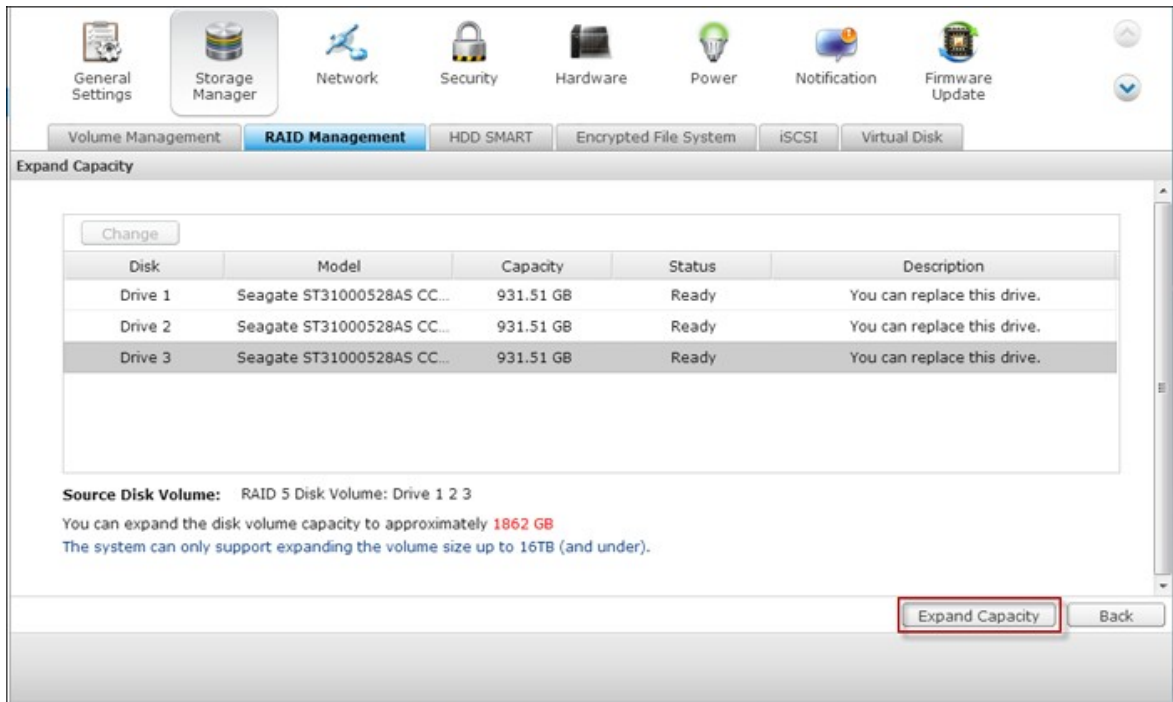 General Settings
Storage Manager
Network
Security
Hardware
Power
Notification
Firmware Update
Volume Management RAID Management HDD SMART Encrypted File System iSCSI Virtual Disk
Expand Capacity
Change
Disk Model Capacity Status Description
Drive 1 Seagate ST31000528AS CC... 931.51 GB Ready You can replace this drive.
Drive 2 Seagate ST31000528AS CC... 931.51 GB Ready You can replace this drive.
Drive 3 Seagate ST31000528AS CC... 931.51 GB Ready You can replace this drive.
Source Disk Volume: RAID 5 Disk Volume: Drive 1 2 3
You can expand the disk volume capacity to approximately 1862 GB
The system can only support expanding the volume size up to 16TB (and under).
Expand Capacity Back